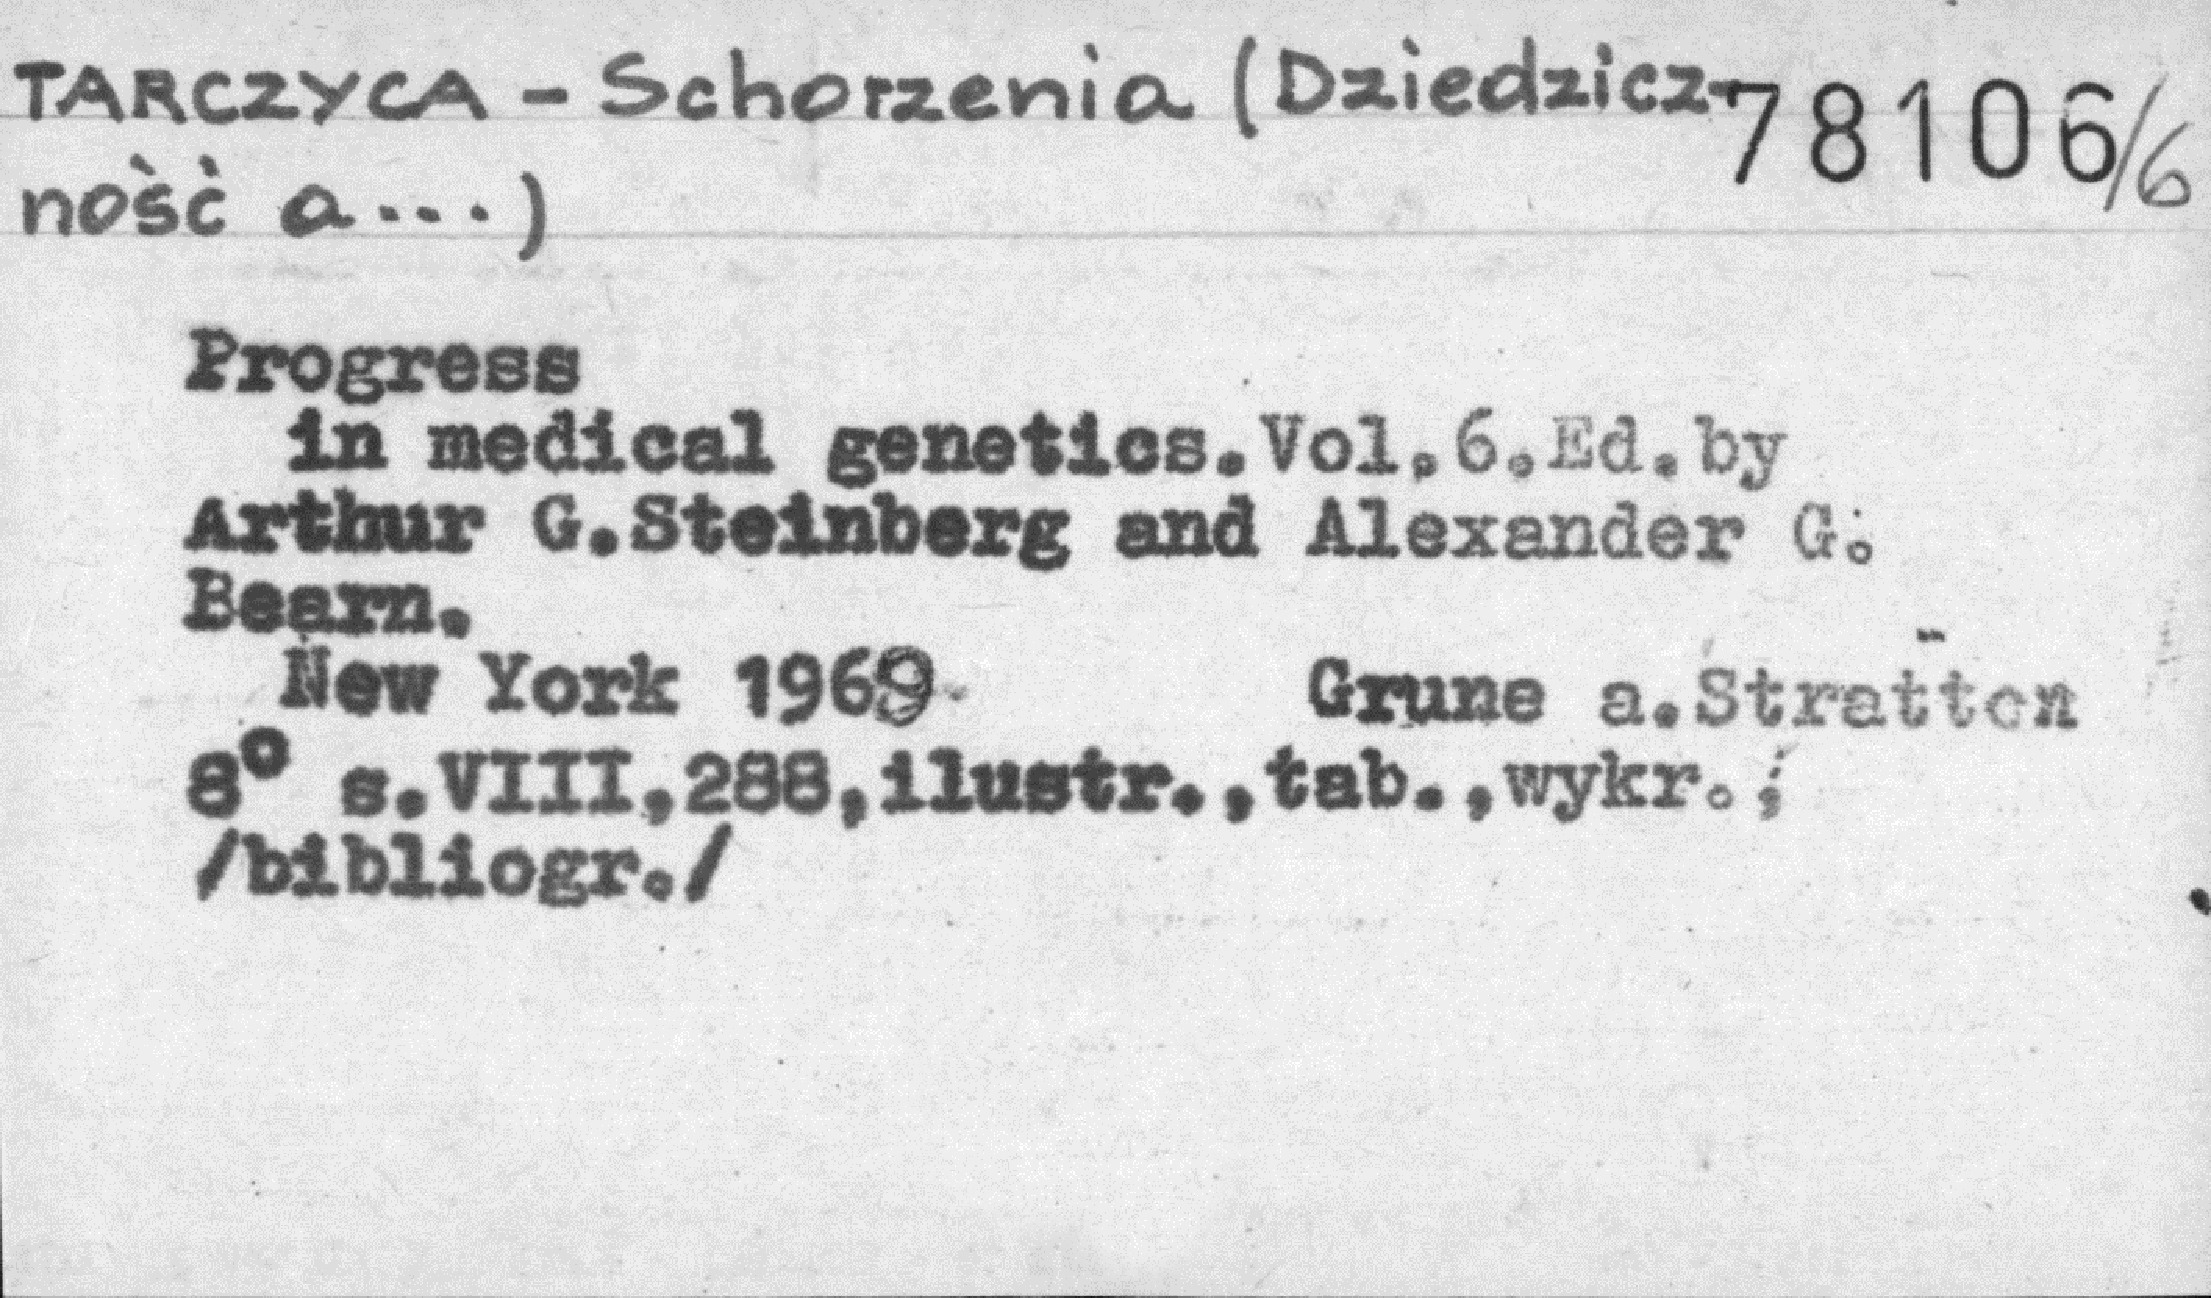 TARCZYCA - Schorzenia (Dziedzicz-
78106/6
ność a...)
Progress
in medical genetics.Vol.6.Ed.by
Arthur G.Steinberg and Alexander G.
Bearn.
New York 1969 Grune a.Stratton
8° s.VIII,288,ilustr.,tab.,wykr.;
/bibliogr./